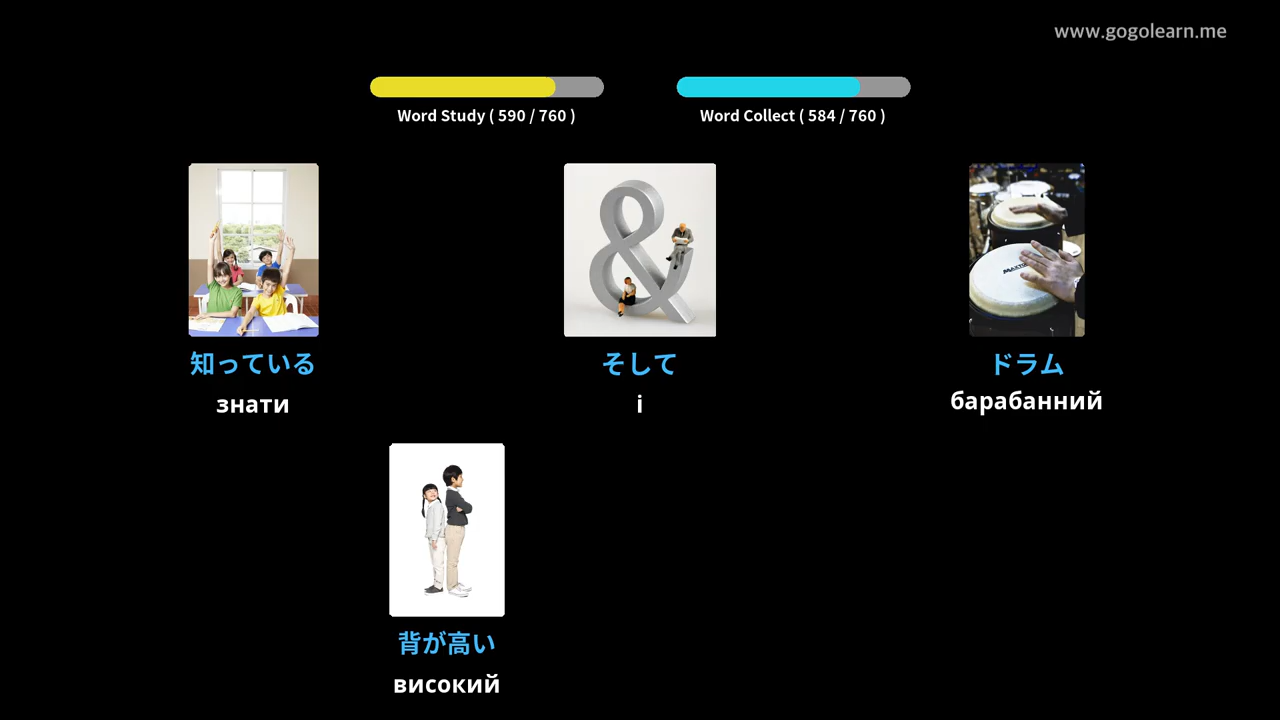 www.gogolearn.me
Word Study ( 590 / 760 )
Word Collect ( 584 / 760 )
知っている
знати
そして
і
ドラム
барабанний
背が高い
високий